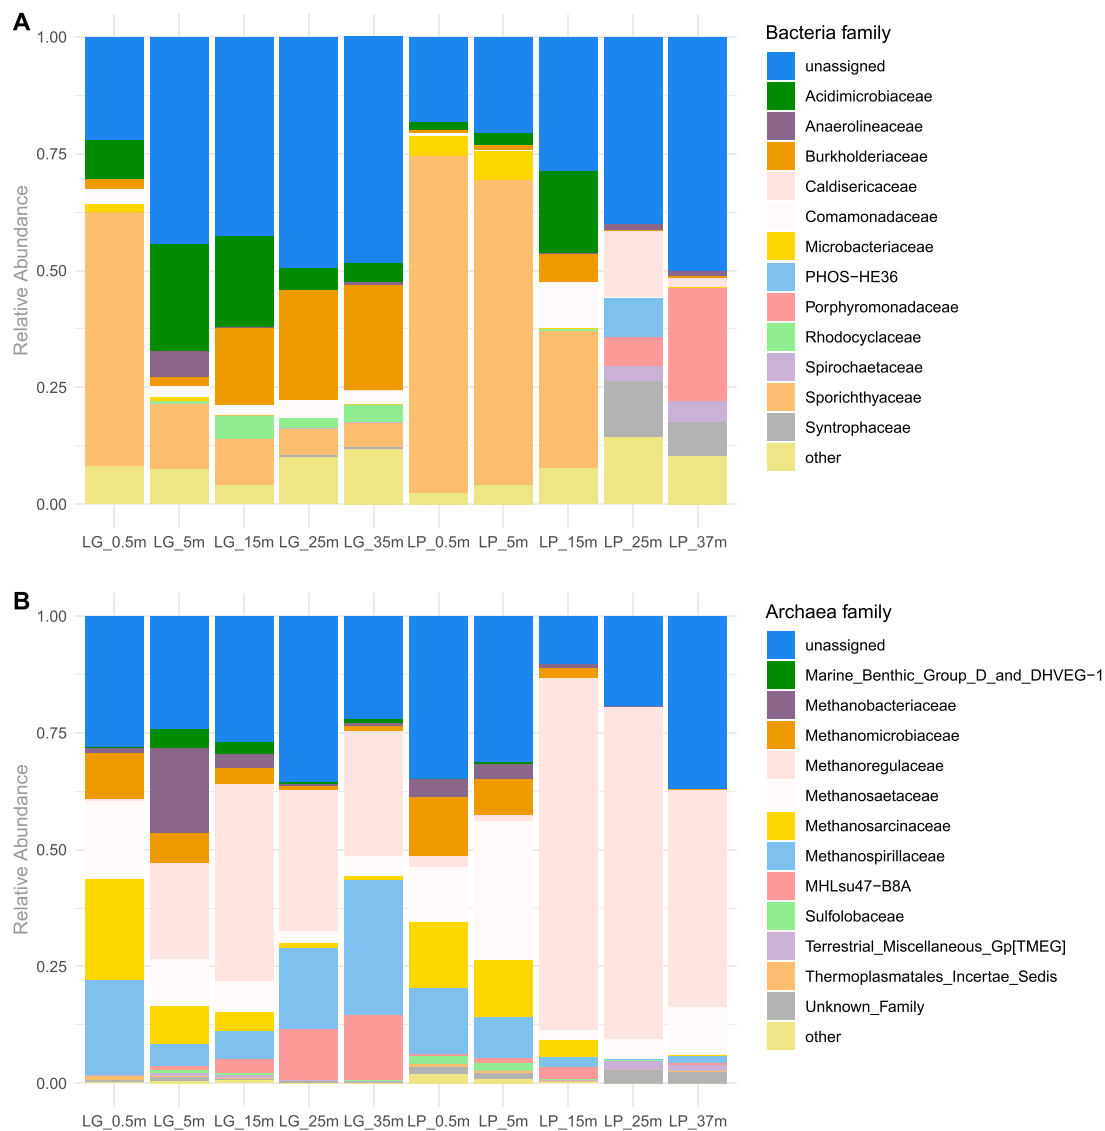 A
Relative Abundance
1.00
0.75
0.50
0.25
0.00
LG_0.5m LG_5m LG_15m LG_25m LG_35m LP_0.5m LP_5m LP_15m LP_25m LP_37m
Bacteria family
unassigned
Acidimicrobiaceae
Anaerolineaceae
Burkholderiaceae
Caldisericaceae
Comamonadaceae
Microbacteriaceae
PHOS−HE36
Porphyromonadaceae
Rhodocyclaceae
Spirochaetaceae
Sporichthyaceae
Syntrophaceae
other
B
Relative Abundance
1.00
0.75
0.50
0.25
0.00
LG_0.5m LG_5m LG_15m LG_25m LG_35m LP_0.5m LP_5m LP_15m LP_25m LP_37m
Archaea family
unassigned
Marine_Benthic_Group_D_and_DHVEG−1
Methanobacteriaceae
Methanomicrobiaceae
Methanoregulaceae
Methanosaetaceae
Methanosarcinaceae
Methanospirillaceae
MHLsu47−B8A
Sulfolobaceae
Terrestrial_Miscellaneous_Gp[TMEG]
Thermoplasmatales_Incertae_Sedis
Unknown_Family
other